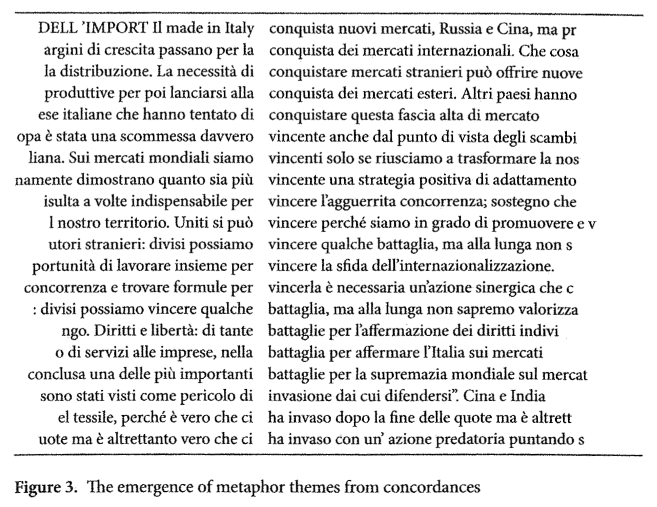 DELL 'IMPORT Il made in Italy conquista nuovi mercati, Russia e Cina, ma pr
argini di crescita passano per la conquista dei mercati internazionali. Che cosa
la distribuzione. La necessità di conquistare mercati stranieri può offrire nuove
produttive per poi lanciarsi alla conquista dei mercati esteri. Altri paesi hanno
ese italiane che hanno tentato di conquistare questa fascia alta di mercato
opa è stata una scommessa davvero vincente anche dal punto di vista degli scambi
liana. Sui mercati mondiali siamo vincenti solo se riusciamo a trasformare la nos
namente dimostrano quanto sia più vincente una strategia positiva di adattamento
isulta a volte indispensabile per vincere l'agguerrita concorrenza; sostegno che
l nostro territorio. Uniti si può vincere perché siamo in grado di promuovere e v
utori stranieri: divisi possiamo vincere qualche battaglia, ma alla lunga non s
portunità di lavorare insieme per vincere la sfida dell'internazionalizzazione.
concorrenza e trovare formule per vincerla è necessaria un'azione sinergica che c
: divisi possiamo vincere qualche battaglia, ma alla lunga non sapremo valorizza
ngo. Diritti e libertà: di tante battaglie per l'affermazione dei diritti indivi
o di servizi alle imprese, nella battaglia per affermare l'Italia sui mercati
conclusa una delle più importanti battaglie per la supremazia mondiale sul mercat
sono stati visti come pericolo di invasione dai cui difendersi". Cina e India
el tessile, perché è vero che ci ha invaso dopo la fine delle quote ma è altrett
uote ma è altrettanto vero che ci ha invaso con un' azione predatoria puntando s
Figure 3. The emergence of metaphor themes from concordances